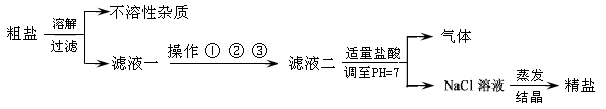 不溶性杂质
粗盐 溶解 过滤
滤液一 操作 ① ② ③ 滤液二 适量盐酸 调至PH=7
气体
NaCl 溶液 蒸发 结晶 精盐